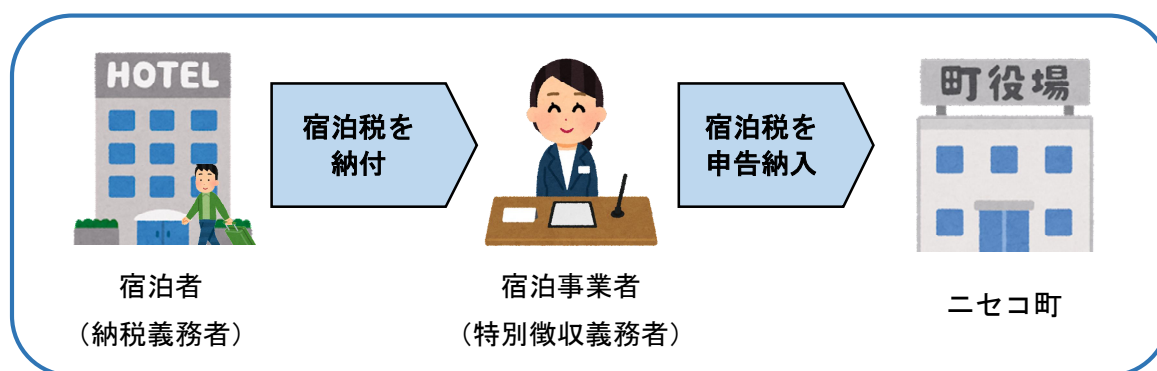 HOTEL
宿泊税を
納付
宿泊税を
申告納入
町役場
宿泊者
（納税義務者）
宿泊事業者
（特別徴収義務者）
ニセコ町